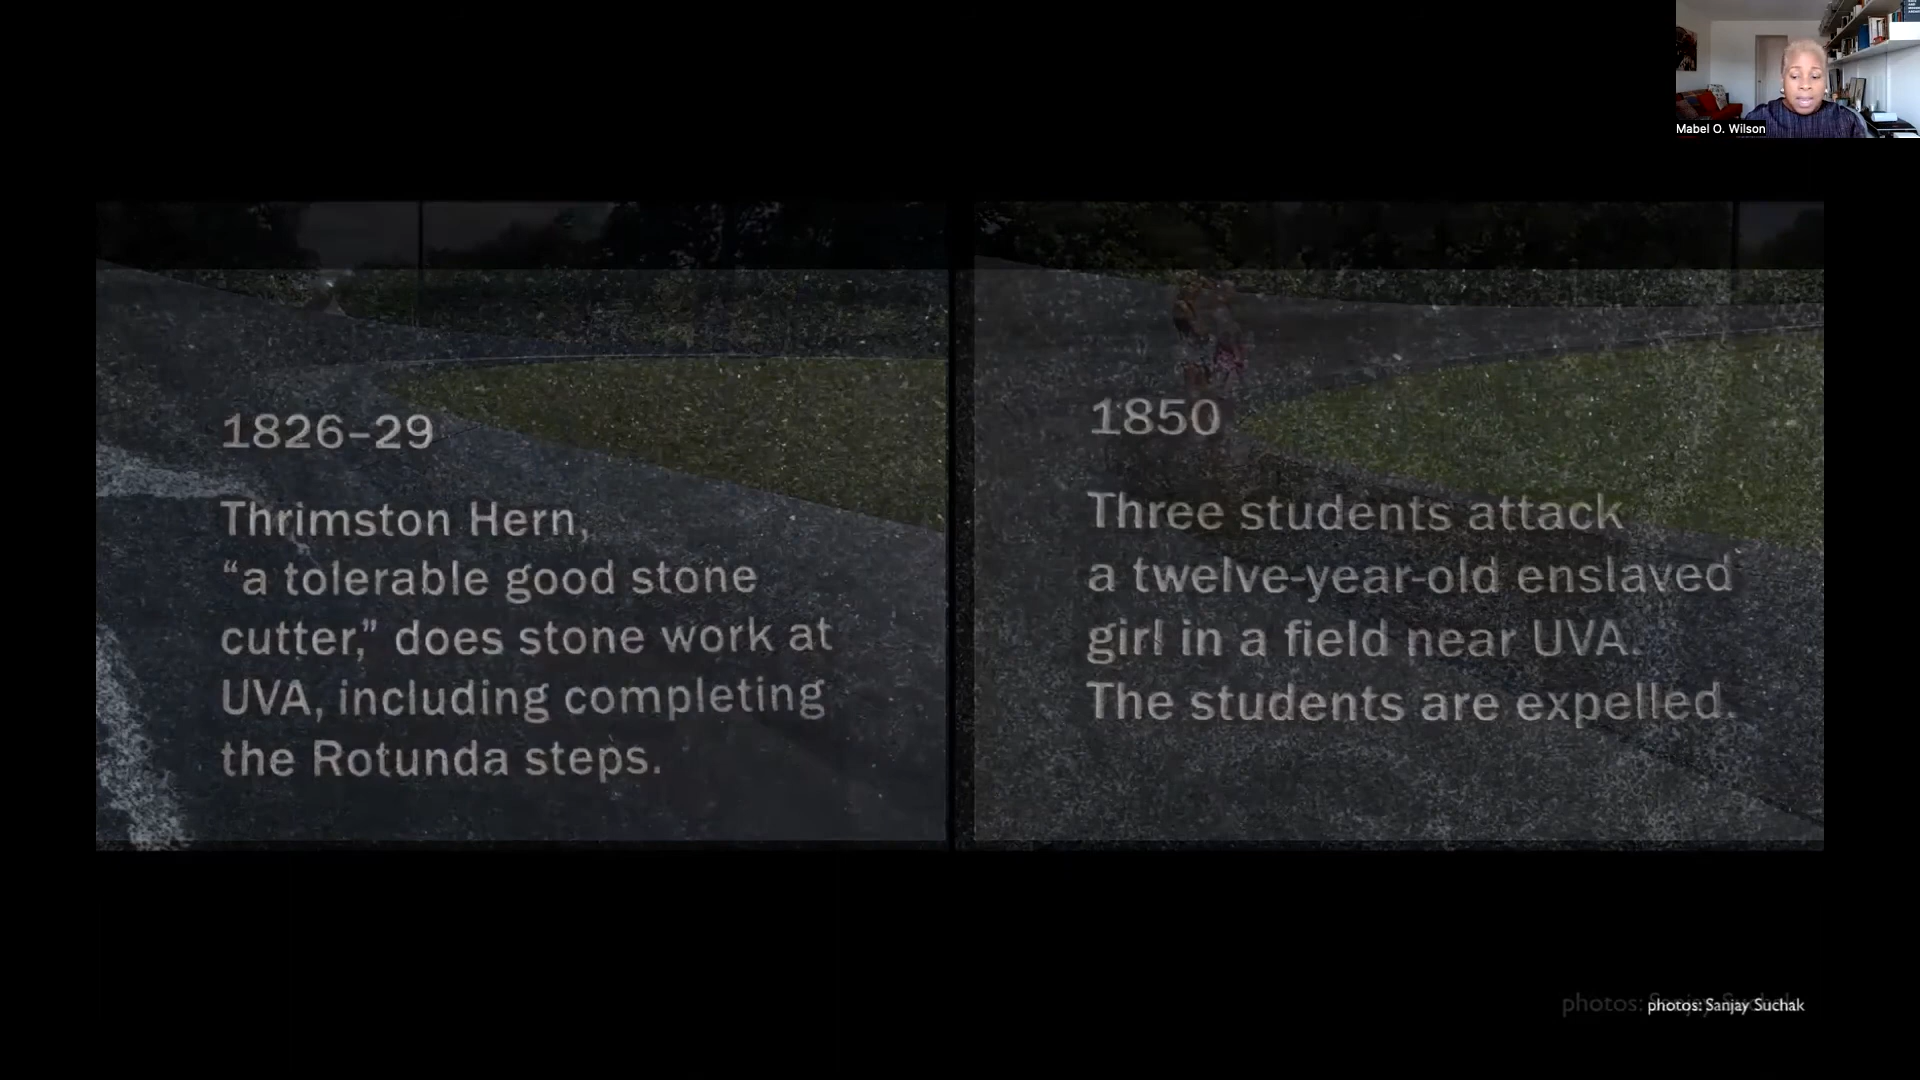 Mabel O. Wilson
1826–29
Thrimston Hern,
“a tolerable good stone
cutter,” does stone work at
UVA, including completing
the Rotunda steps.
1850
Three students attack
a twelve-year-old enslaved
girl in a field near UVA.
The students are expelled.
photos: Sanjay Suchak